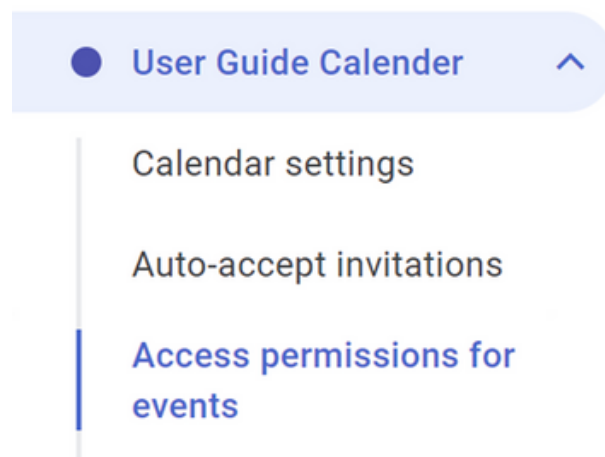 User Guide Calender
Calendar settings
Auto-accept invitations
Access permissions for
events